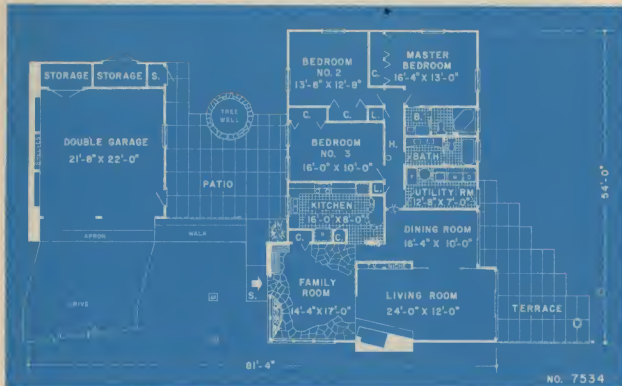 STORAGE
STORAGE
S.
DOUBLE GARAGE
21'-8" X 22'-0"
TREE
WELL
PATIO
APRON
WALK
DRIVE
BEDROOM
NO. 2
13'-8" X 12'-8"
C.
MASTER
BEDROOM
16'-4" X 13'-0"
C.
C.
L.
BEDROOM
NO. 3
16'-0" X 10'-0"
H.
B.
BATH
L.
UTILITY RM
12'-8" X 7'-0"
KITCHEN
16'-0" X 8'-0"
C.
C.
DINING ROOM
16'-4" X 10'-0"
S.
FAMILY
ROOM
14'-4" X 17'-0"
LIVING ROOM
24'-0" X 12'-0"
TERRACE
54'-0"
81'-4"
NO. 7534